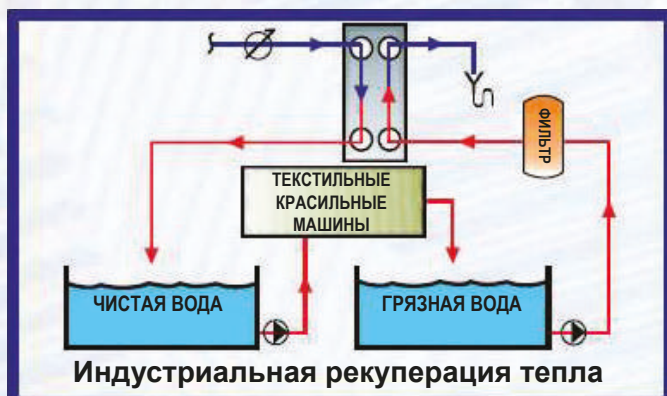 ФИЛЬТР
ТЕКСТИЛЬНЫЕ
КРАСИЛЬНЫЕ
МАШИНЫ
ЧИСТАЯ ВОДА
ГРЯЗНАЯ ВОДА
Индустриальная рекуперация тепла